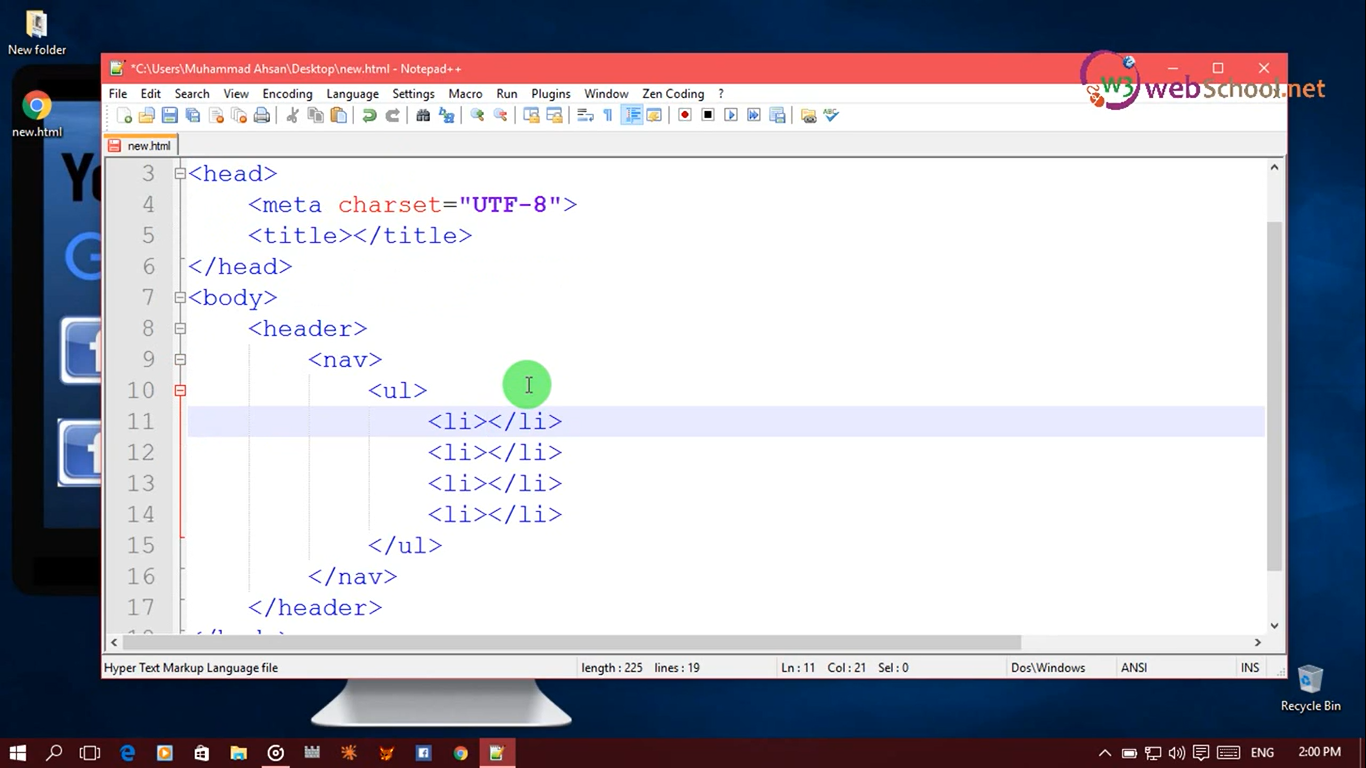 New folder
new.html
*C:\Users\Muhammad Ahsan\Desktop\new.html - Notepad++
W3 webSchool.net
File Edit Search View Encoding Language Settings Macro Run Plugins Window Zen Coding ?
new.html
3 <head>
4 <meta charset="UTF-8">
5 <title></title>
6 </head>
7 <body>
8 <header>
9 <nav>
10 <ul>
11 <li></li>
12 <li></li>
13 <li></li>
14 <li></li>
15 </ul>
16 </nav>
17 </header>
Hyper Text Markup Language file length : 225 lines : 19 Ln : 11 Col : 21 Sel : 0 Dos\Windows ANSI INS
Recycle Bin
ENG 2:00 PM